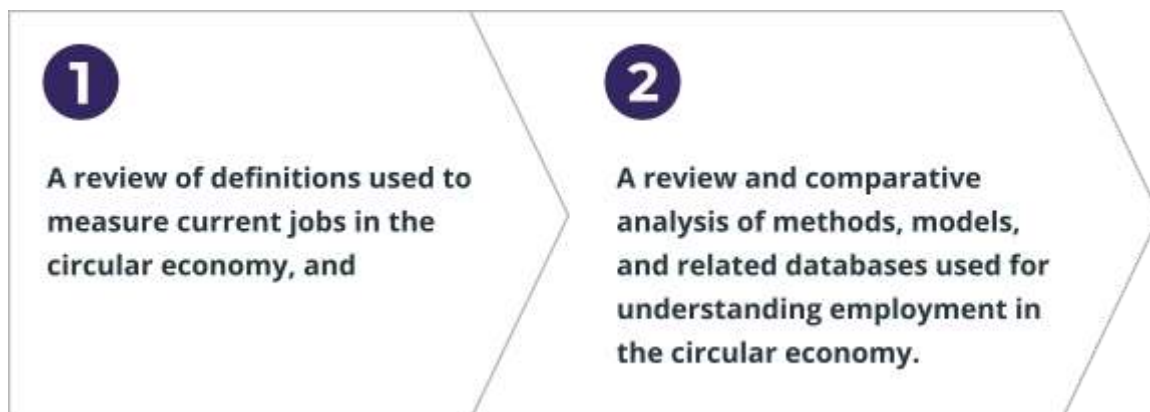 1
A review of definitions used to
measure current jobs in the
circular economy, and
2
A review and comparative
analysis of methods, models,
and related databases used for
understanding employment in
the circular economy.